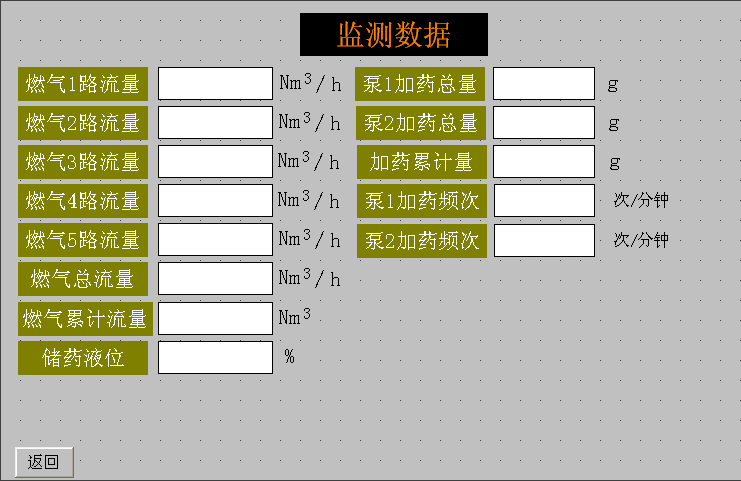 监测数据
燃气1路流量 Nm³/h 泵1加药总量 g
燃气2路流量 Nm³/h 泵2加药总量 g
燃气3路流量 Nm³/h 加药累计量 g
燃气4路流量 Nm³/h 泵1加药频次 次/分钟
燃气5路流量 Nm³/h 泵2加药频次 次/分钟
燃气总流量 Nm³/h
燃气累计流量 Nm³
储药液位 %
返回